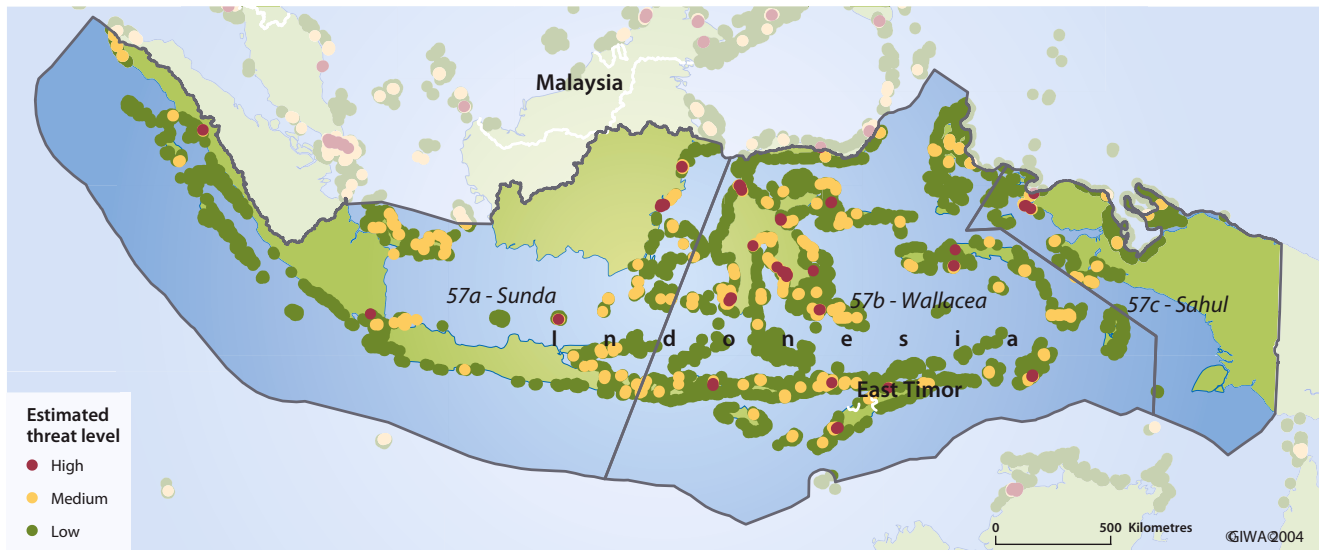 Malaysia
57a - Sunda
57b - Wallacea
57c - Sahul
Indonesia
East Timor
Estimated
threat level
High
Medium
Low
0 500 Kilometres
©GIWA©2004